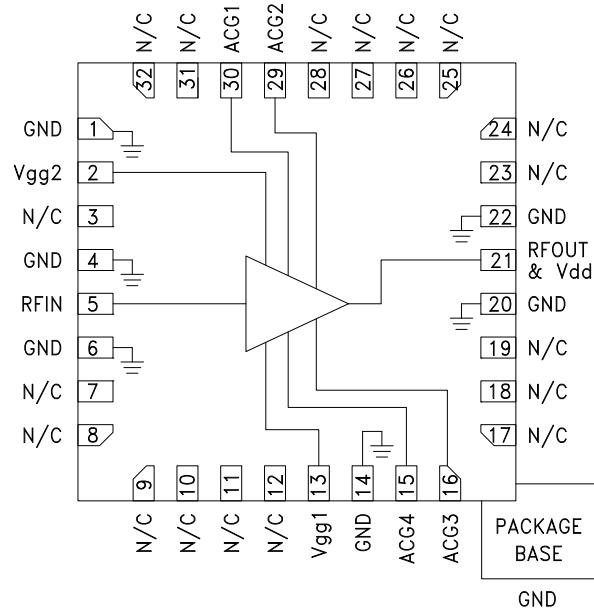 N/C N/C ACG1 ACG2 N/C N/C N/C N/C
32 31 30 29 28 27 26 25
GND 1
Vgg2 2
N/C 3
GND 4
RFIN 5
GND 6
N/C 7
N/C 8
24 N/C
23 N/C
22 GND
21 RFOUT
& Vdd
20 GND
19 N/C
18 N/C
17 N/C
9 10 11 12 13 14 15 16
N/C N/C N/C N/C Vgg1 GND ACG4 ACG3
PACKAGE
BASE
GND